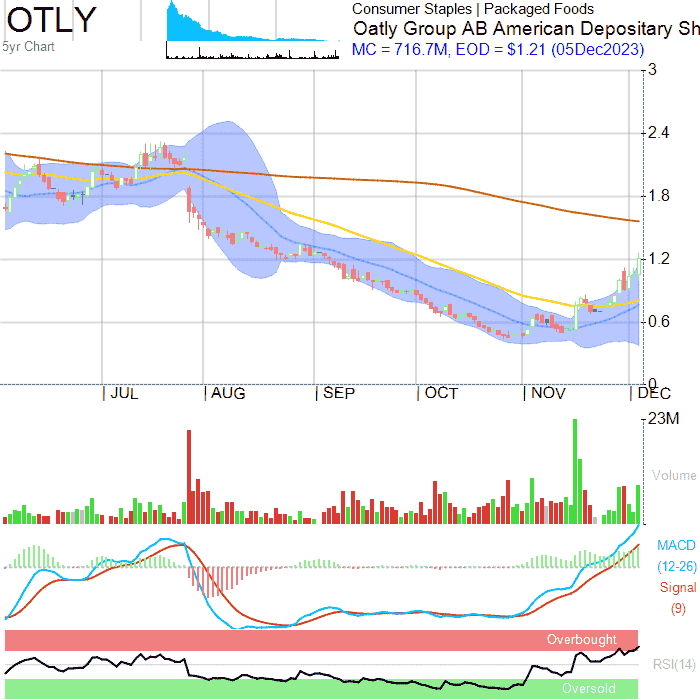 OTLY
5yr Chart
Consumer Staples | Packaged Foods
Oatly Group AB American Depositary Sh
MC = 716.7M, EOD = $1.21 (05Dec2023)
3
2.4
1.8
1.2
0.6
0
JUL AUG SEP OCT NOV DEC
23M
Volume
MACD
(12-26)
Signal
(9)
Overbought
RSI(14)
Oversold